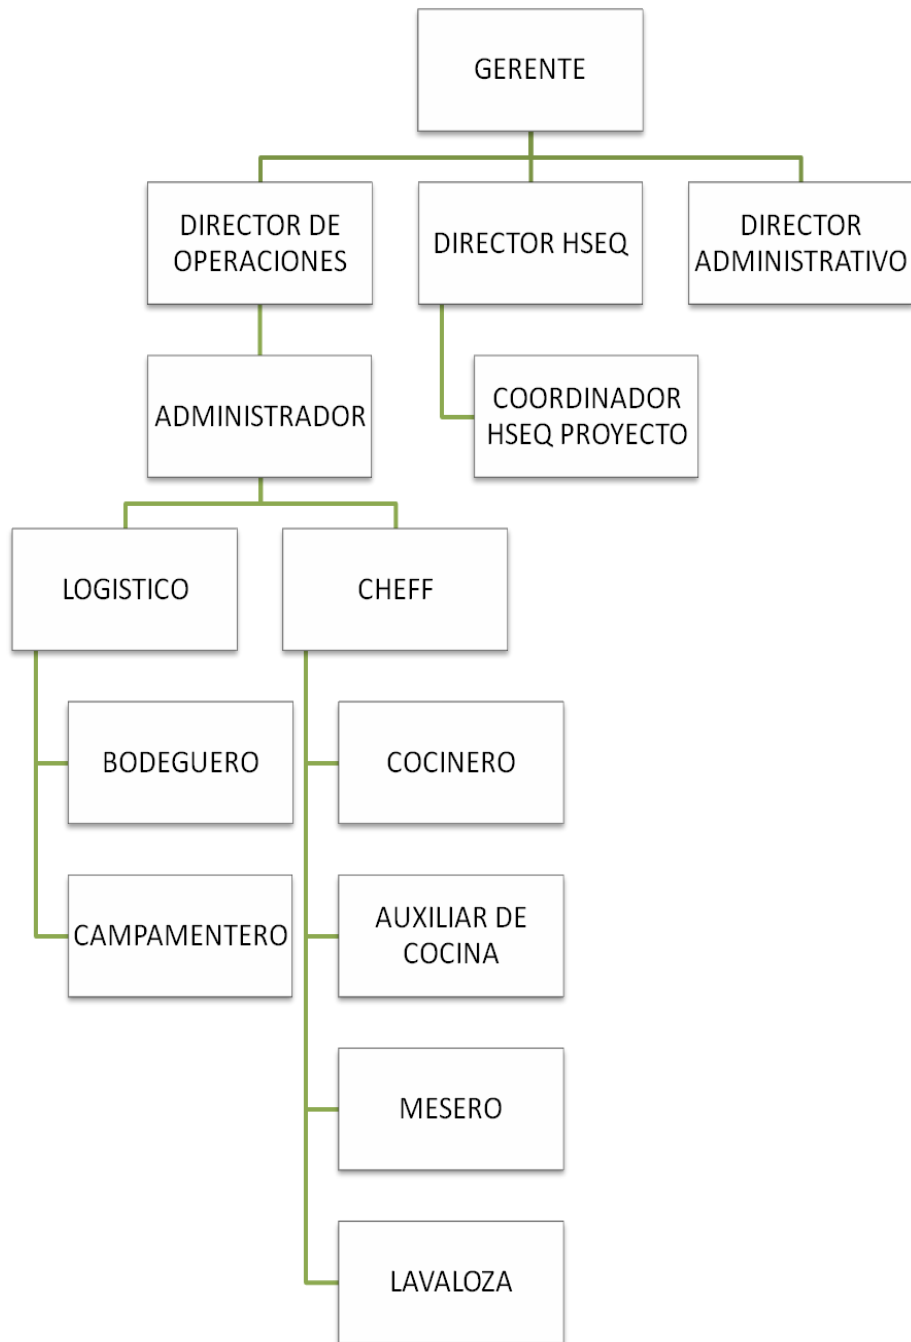 GERENTE
DIRECTOR DE
OPERACIONES
DIRECTOR HSEQ
DIRECTOR
ADMINISTRATIVO
ADMINISTRADOR
COORDINADOR
HSEQ PROYECTO
LOGISTICO
CHEFF
BODEGUERO
COCINERO
CAMPAMENTERO
AUXILIAR DE
COCINA
MESERO
LAVALOZA